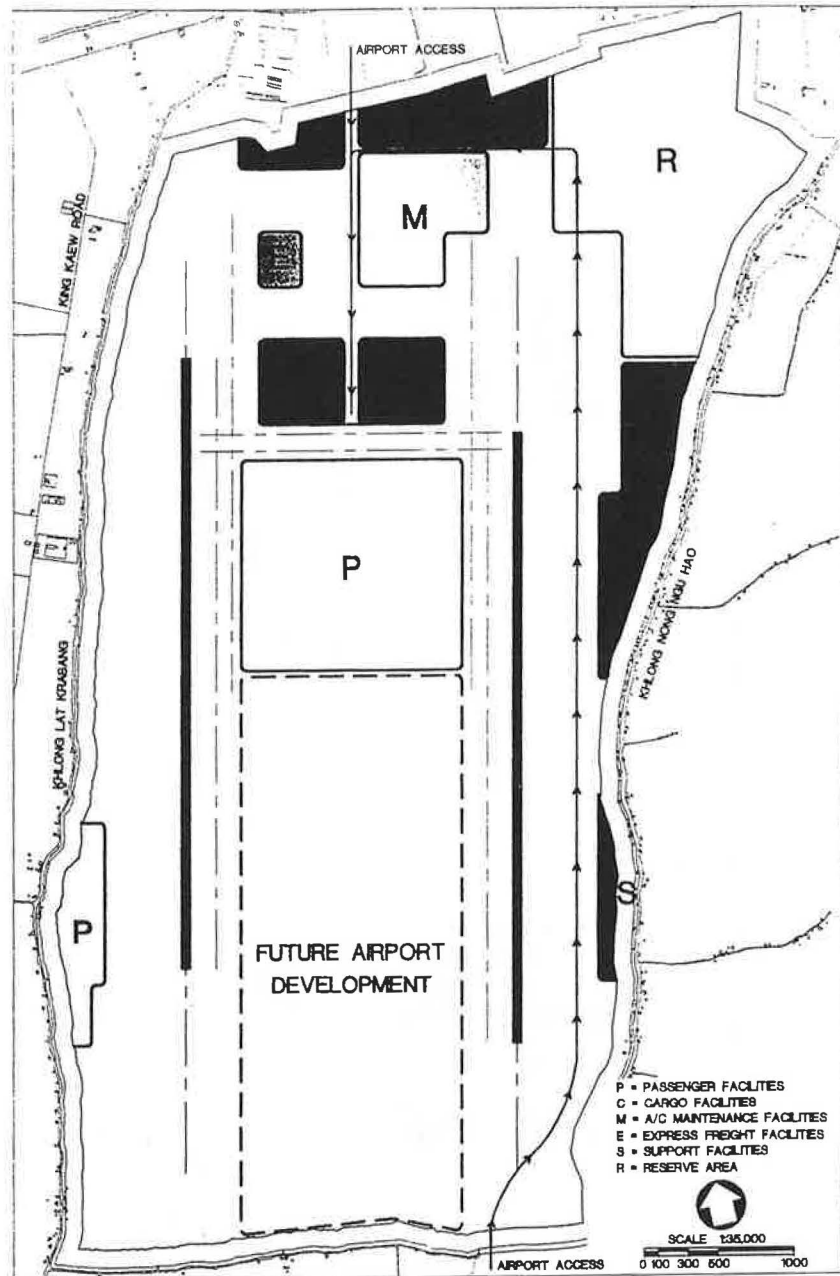 AIRPORT ACCESS
R
M
KING KAEW ROAD
P
KHLONG NONG NGU HAO
KHLONG LAT KRABANG
S
P
FUTURE AIRPORT
DEVELOPMENT
P = PASSENGER FACILITIES
C = CARGO FACILITIES
M = A/C MAINTENANCE FACILITIES
E = EXPRESS FREIGHT FACILITIES
S = SUPPORT FACILITIES
R = RESERVE AREA
SCALE 1:35,000
0 100 300 500 1000
AIRPORT ACCESS